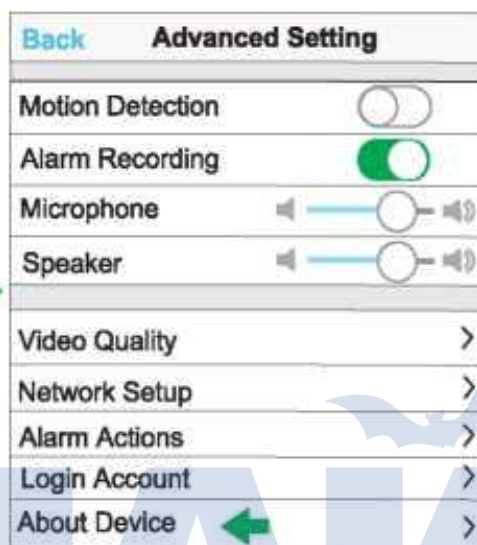 Back Advanced Setting
Motion Detection
Alarm Recording
Microphone
Speaker
Video Quality
Network Setup
Alarm Actions
Login Account
About Device